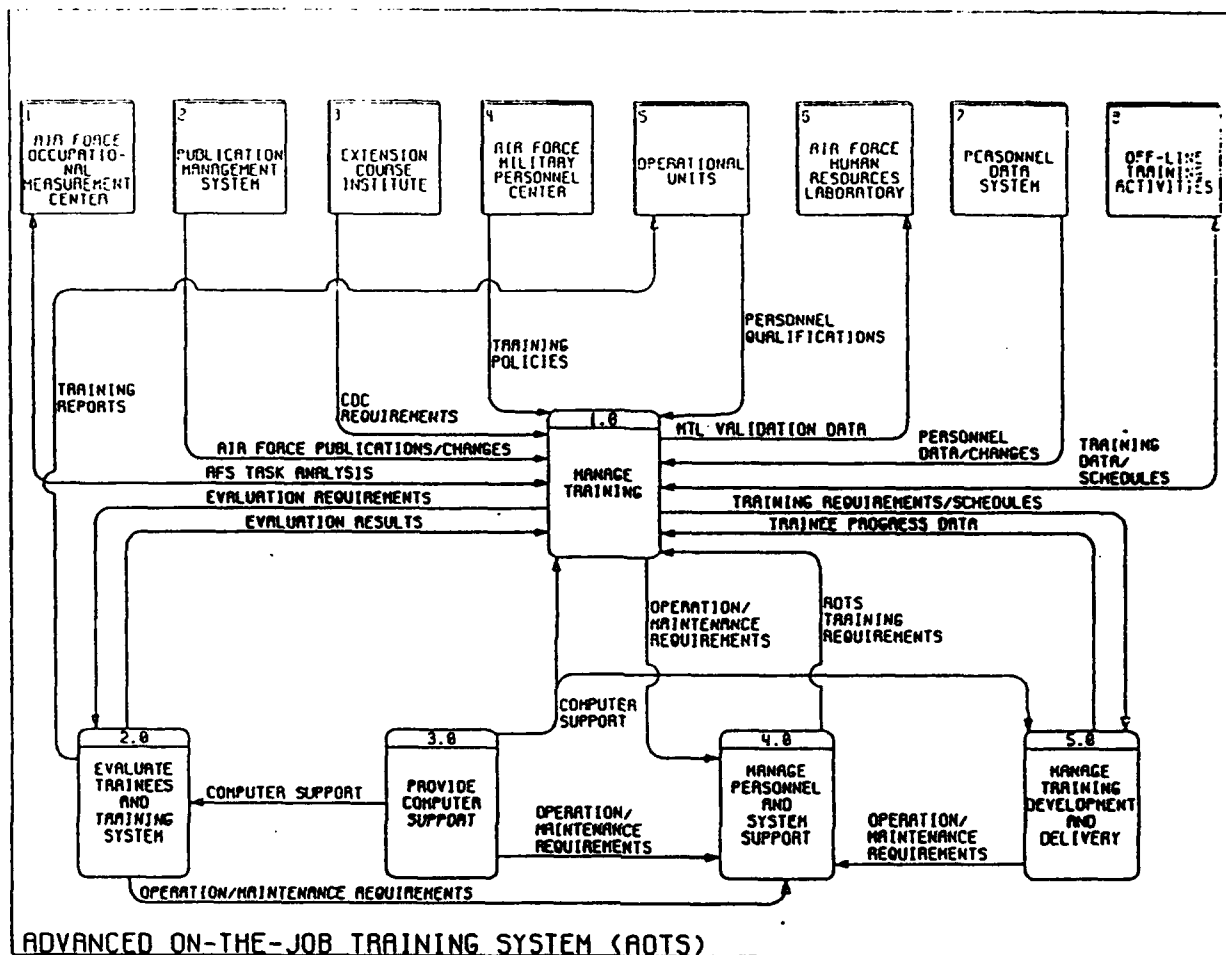 1
AIR FORCE
OCCUPATIO-
NAL
MEASUREMENT
CENTER
2
PUBLICATION
MANAGEMENT
SYSTEM
3
EXTENSION
COURSE
INSTITUTE
4
AIR FORCE
MILITARY
PERSONNEL
CENTER
5
OPERATIONAL
UNITS
6
AIR FORCE
HUMAN
RESOURCES
LABORATORY
7
PERSONNEL
DATA
SYSTEM
8
OFF-LINE
TRAINING
ACTIVITIES
TRAINING
REPORTS
CDC
REQUIREMENTS
TRAINING
POLICIES
PERSONNEL
QUALIFICATIONS
AIR FORCE PUBLICATIONS/CHANGES
AFS TASK ANALYSIS
EVALUATION REQUIREMENTS
EVALUATION RESULTS
1.0
MANAGE
TRAINING
MTL VALIDATION DATA
PERSONNEL
DATA/CHANGES
TRAINING
DATA/
SCHEDULES
TRAINING REQUIREMENTS/SCHEDULES
TRAINEE PROGRESS DATA
OPERATION/
MAINTENANCE
REQUIREMENTS
AOTS
TRAINING
REQUIREMENTS
COMPUTER
SUPPORT
2.0
EVALUATE
TRAINEES
AND
TRAINING
SYSTEM
COMPUTER SUPPORT
3.0
PROVIDE
COMPUTER
SUPPORT
OPERATION/
MAINTENANCE
REQUIREMENTS
4.0
MANAGE
PERSONNEL
AND
SYSTEM
SUPPORT
OPERATION/
MAINTENANCE
REQUIREMENTS
5.0
MANAGE
TRAINING
DEVELOPMENT
AND
DELIVERY
OPERATION/MAINTENANCE REQUIREMENTS
ADVANCED ON-THE-JOB TRAINING SYSTEM (AOTS)